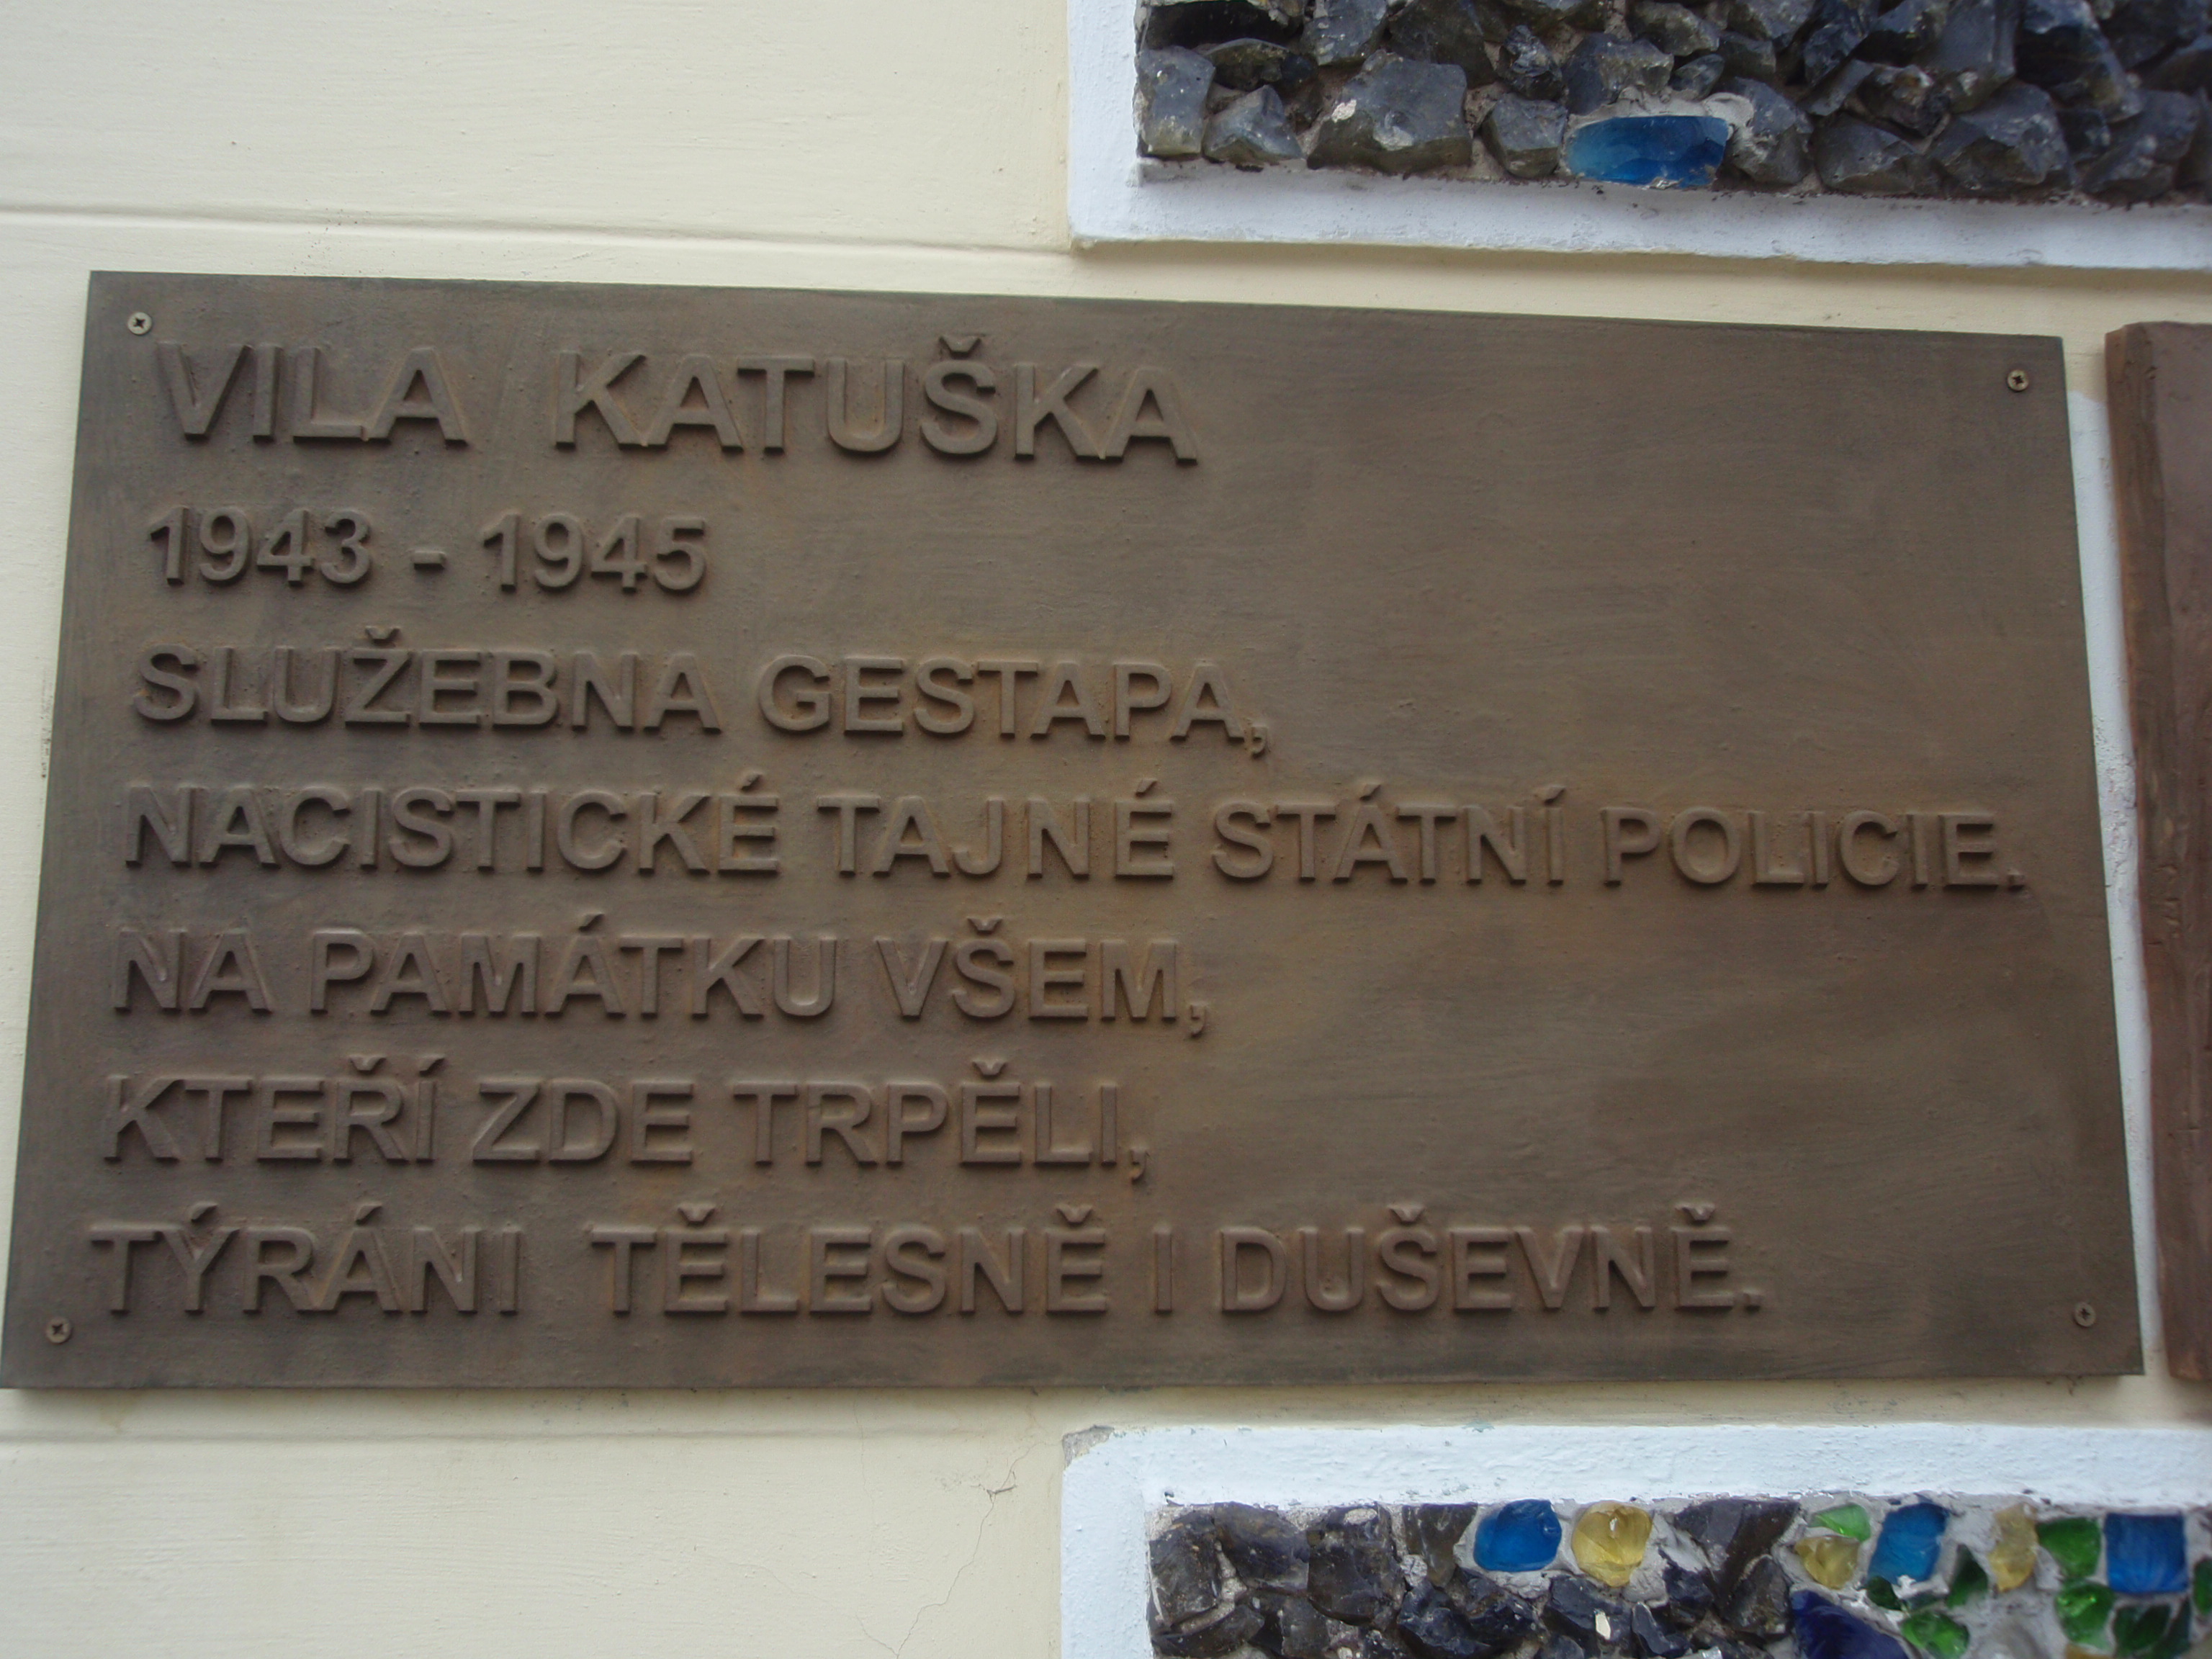 VILA KATUŠKA
1943 - 1945
SLUŽEBNA GESTAPA,
NACISTICKÉ TAJNÉ STÁTNÍ POLICIE.
NA PAMÁTKU VŠEM,
KTEŘÍ ZDE TRPĚLI,
TÝRÁNI TĚLESNĚ I DUŠEVNĚ.